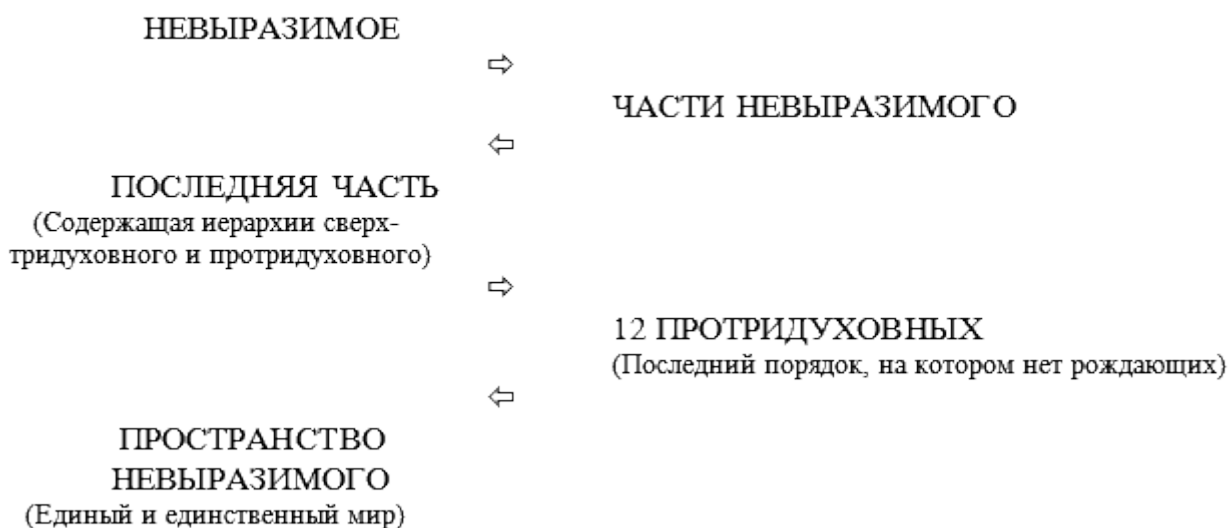 НЕВЫРАЗИМОЕ
⇨
ЧАСТИ НЕВЫРАЗИМОГО
⇦
ПОСЛЕДНЯЯ ЧАСТЬ
(Содержащая иерархии сверх-
тридуховного и протридуховного)
⇨
12 ПРОТРИДУХОВНЫХ
(Последний порядок, на котором нет рождающих)
⇦
ПРОСТРАНСТВО
НЕВЫРАЗИМОГО
(Единый и единственный мир)